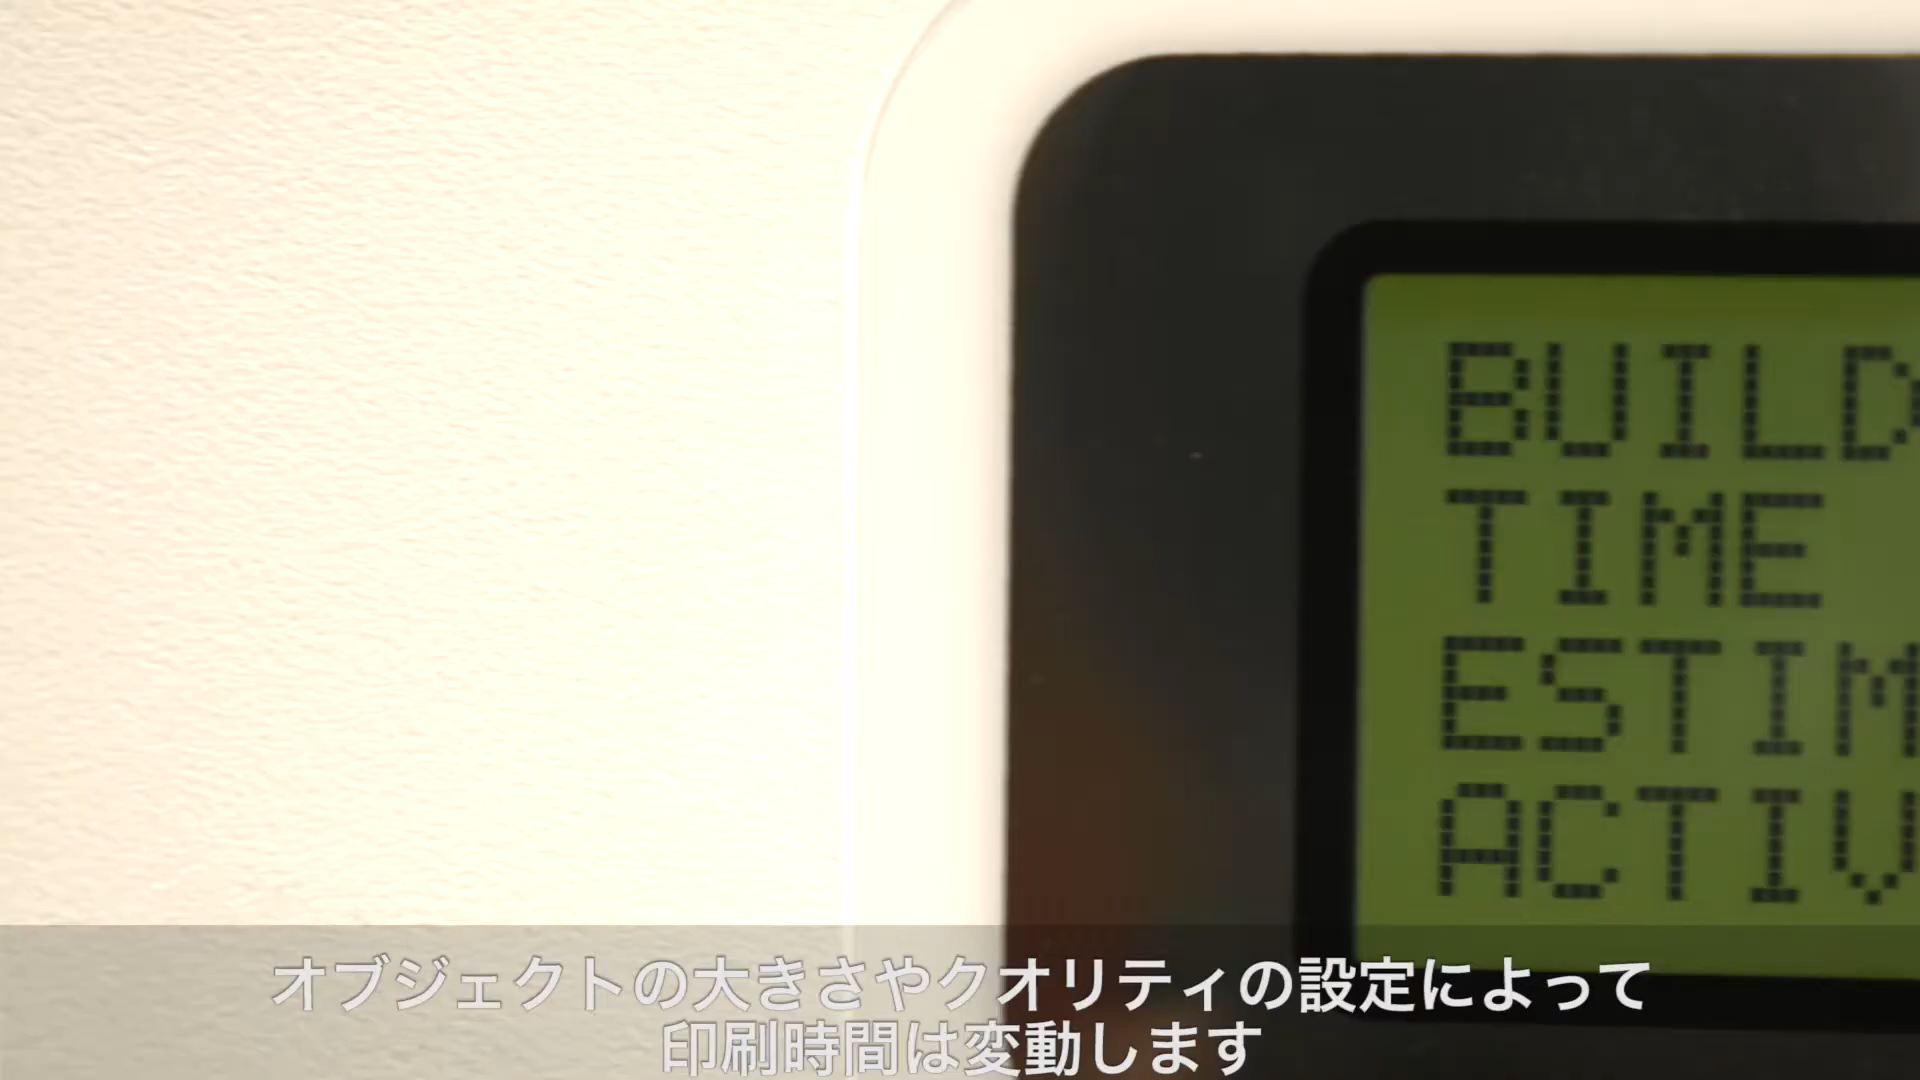 BUILD
TIME
ESTIM
ACTIV
オブジェクトの大きさやクオリティの設定によって
印刷時間は変動します